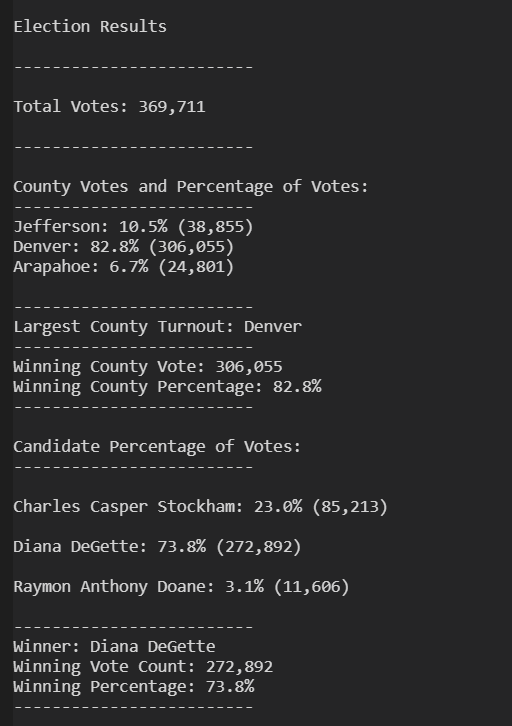 Election Results
-------------------------
Total Votes: 369,711
-------------------------
County Votes and Percentage of Votes:
-------------------------
Jefferson: 10.5% (38,855)
Denver: 82.8% (306,055)
Arapahoe: 6.7% (24,801)
-------------------------
Largest County Turnout: Denver
-------------------------
Winning County Vote: 306,055
Winning County Percentage: 82.8%
-------------------------
Candidate Percentage of Votes:
-------------------------
Charles Casper Stockham: 23.0% (85,213)
Diana DeGette: 73.8% (272,892)
Raymon Anthony Doane: 3.1% (11,606)
-------------------------
Winner: Diana DeGette
Winning Vote Count: 272,892
Winning Percentage: 73.8%
-------------------------